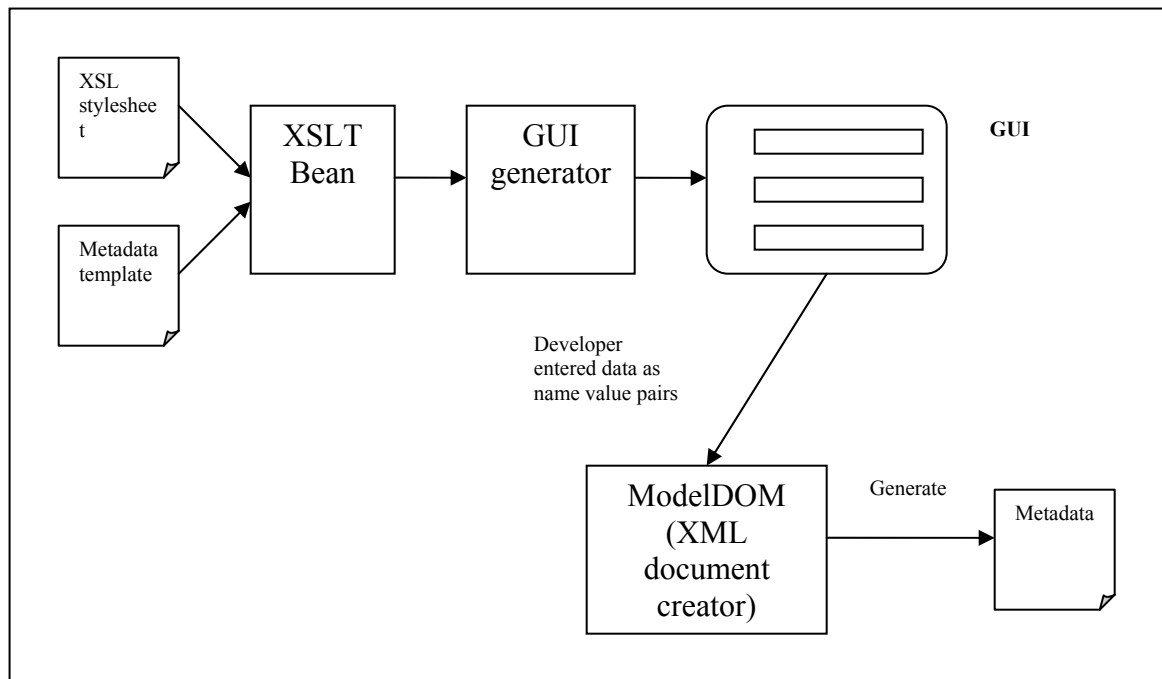 XSL
styleshee
t
XSLT
Bean
GUI
generator
GUI
Metadata
template
Developer
entered data as
name value pairs
ModelDOM
(XML
document
creator)
Generate
Metadata